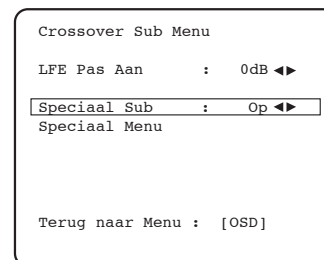 Crossover Sub Menu
LFE Pas Aan : 0dB ◀▶
Speciaal Sub : Op ◀▶
Speciaal Menu
Terug naar Menu : [OSD]